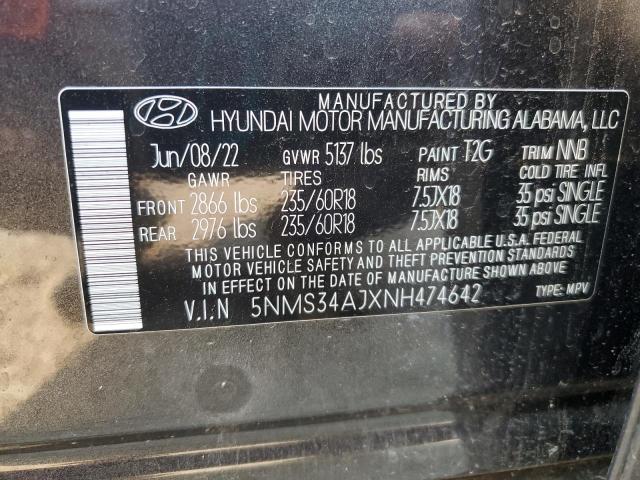 MANUFACTURED BY
HYUNDAI MOTOR MANUFACTURING ALABAMA, LLC
Jun/08/22 GVWR 5137 lbs PAINT T2G TRIM NNB
GAWR TIRES RIMS COLD TIRE INFL
FRONT 2866 lbs 235/60R18 7.5JX18 35 psi SINGLE
REAR 2976 lbs 235/60R18 7.5JX18 35 psi SINGLE
THIS VEHICLE CONFORMS TO ALL APPLICABLE U.S.A. FEDERAL
MOTOR VEHICLE SAFETY AND THEFT PREVENTION STANDARDS
IN EFFECT ON THE DATE OF MANUFACTURE SHOWN ABOVE.
V.I.N 5NMS34AJXNH474642 TYPE: MPV